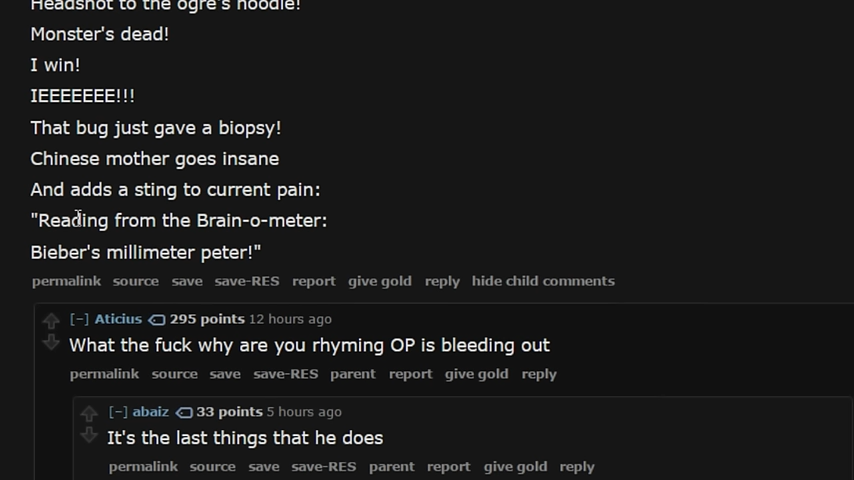 Headshot to the ogre's noodle!
Monster's dead!
I win!
IEEEEEEE!!!
That bug just gave a biopsy!
Chinese mother goes insane
And adds a sting to current pain:
"Reading from the Brain-o-meter:
Bieber's millimeter peter!"
permalink source save save-RES report give gold reply hide child comments
[-] Aticius 295 points 12 hours ago
What the fuck why are you rhyming OP is bleeding out
permalink source save save-RES parent report give gold reply
[-] abaiz 33 points 5 hours ago
It's the last things that he does
permalink source save save-RES parent report give gold reply